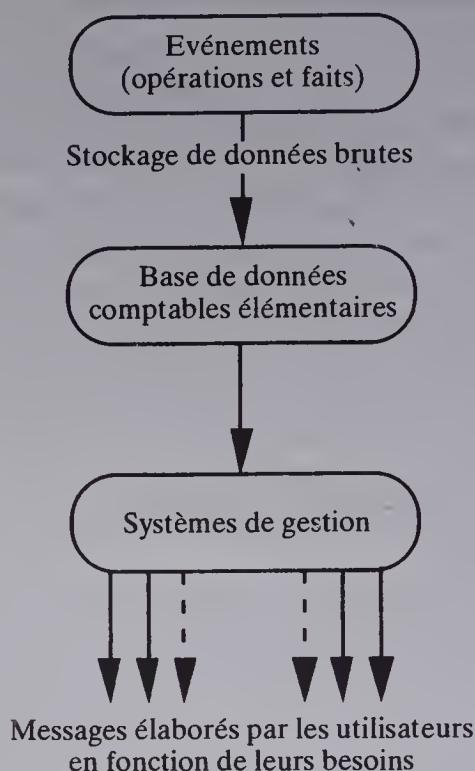 Evénements
(opérations et faits)
Stockage de données brutes
Base de données
comptables élémentaires
Systèmes de gestion
Messages élaborés par les utilisateurs
en fonction de leurs besoins